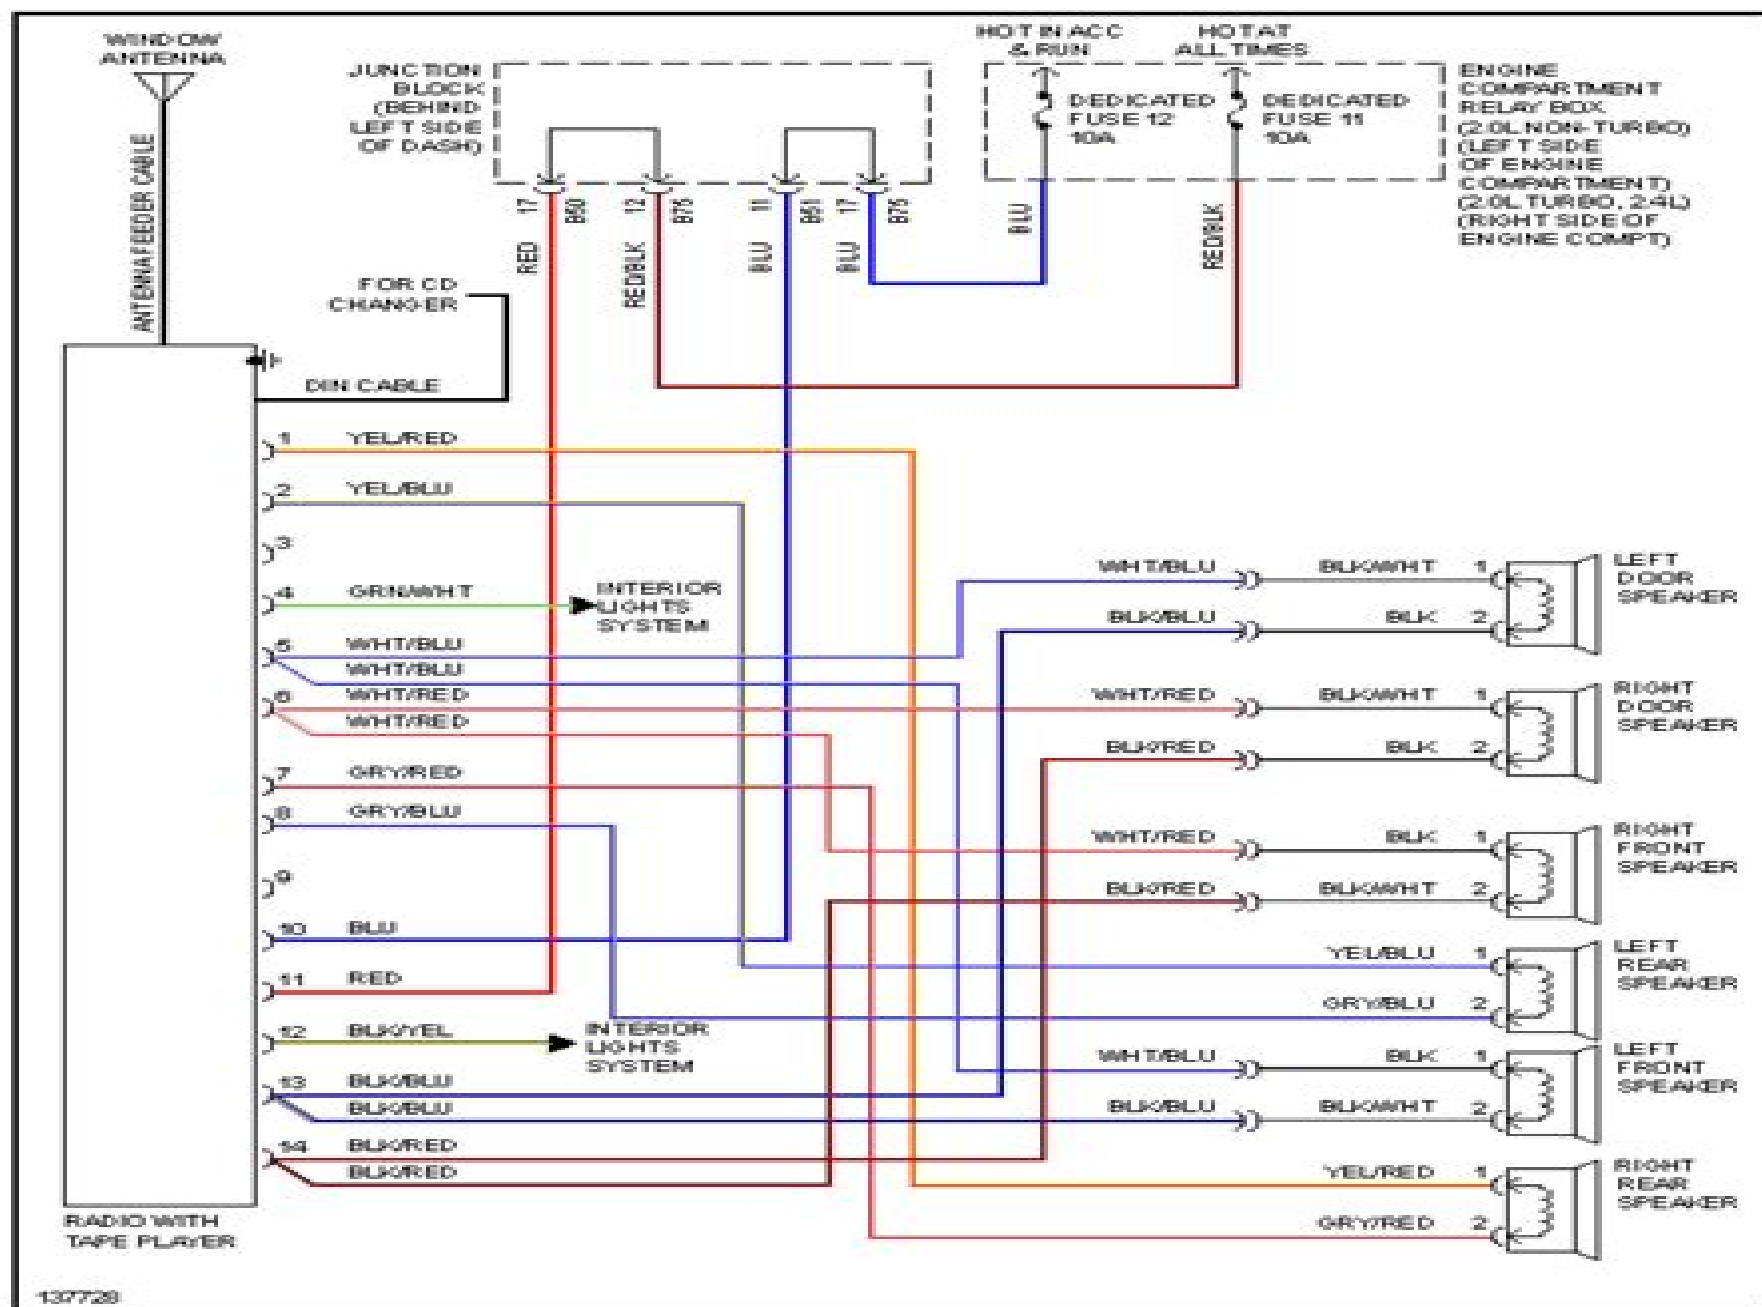 WINDOW
ANTENNA
ANTENNA FEEDER CABLE
JUNCTION
BLOCK
(BEHIND
LEFT SIDE
OF DASH)
HOT IN ACC
& RUN
HOT AT
ALL TIMES
DEDICATED
FUSE 12
10A
DEDICATED
FUSE 11
10A
ENGINE
COMPARTMENT
RELAY BOX
(2.0L NON-TURBO)
(LEFT SIDE
OF ENGINE
COMPARTMENT)
(2.0L TURBO, 2.4L)
(RIGHT SIDE OF
ENGINE COMPT)
17
B50
12
B75
11
B51
17
B75
RED
RED/BLK
BLU
BLU
BLU
RED/BLK
FOR CD
CHANGER
DIN CABLE
1 YEL/RED
2 YEL/BLU
3
4 GRN/WHT
INTERIOR
LIGHTS
SYSTEM
5 WHT/BLU
WHT/BLU
6 WHT/RED
WHT/RED
7 GRY/RED
8 GRY/BLU
9
10 BLU
11 RED
12 BLK/YEL
INTERIOR
LIGHTS
SYSTEM
13 BLK/BLU
BLK/BLU
14 BLK/RED
BLK/RED
RADIO WITH
TAPE PLAYER
WHT/BLU BLK/WHT 1
BLK/BLU BLK 2
LEFT
DOOR
SPEAKER
WHT/RED BLK/WHT 1
BLK/RED BLK 2
RIGHT
DOOR
SPEAKER
WHT/RED BLK 1
BLK/RED BLK/WHT 2
RIGHT
FRONT
SPEAKER
YEL/BLU 1
GRY/BLU 2
LEFT
REAR
SPEAKER
WHT/BLU BLK 1
BLK/BLU BLK/WHT 2
LEFT
FRONT
SPEAKER
YEL/RED 1
GRY/RED 2
RIGHT
REAR
SPEAKER
137728